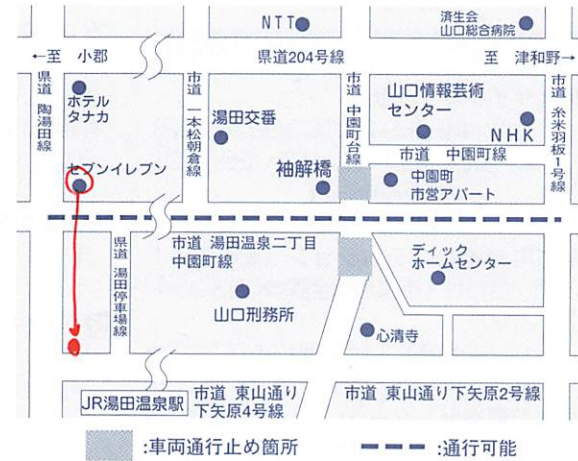 NTT
済生会
山口総合病院
←至 小郡
県道204号線
至 津和野→
県道 陶湯田線
ホテル
タナカ
市道 一本松朝倉線
湯田交番
市道 中園町台線
山口情報芸術
センター
NHK
市道 糸米羽板1号線
市道 中園町線
セブンイレブン
袖解橋
中園町
市営アパート
県道 湯田停車場線
市道 湯田温泉二丁目
中園町線
ディック
ホームセンター
山口刑務所
心清寺
JR湯田温泉駅
市道 東山通り
下矢原4号線
市道 東山通り
下矢原2号線
:車両通行止め箇所
:通行可能